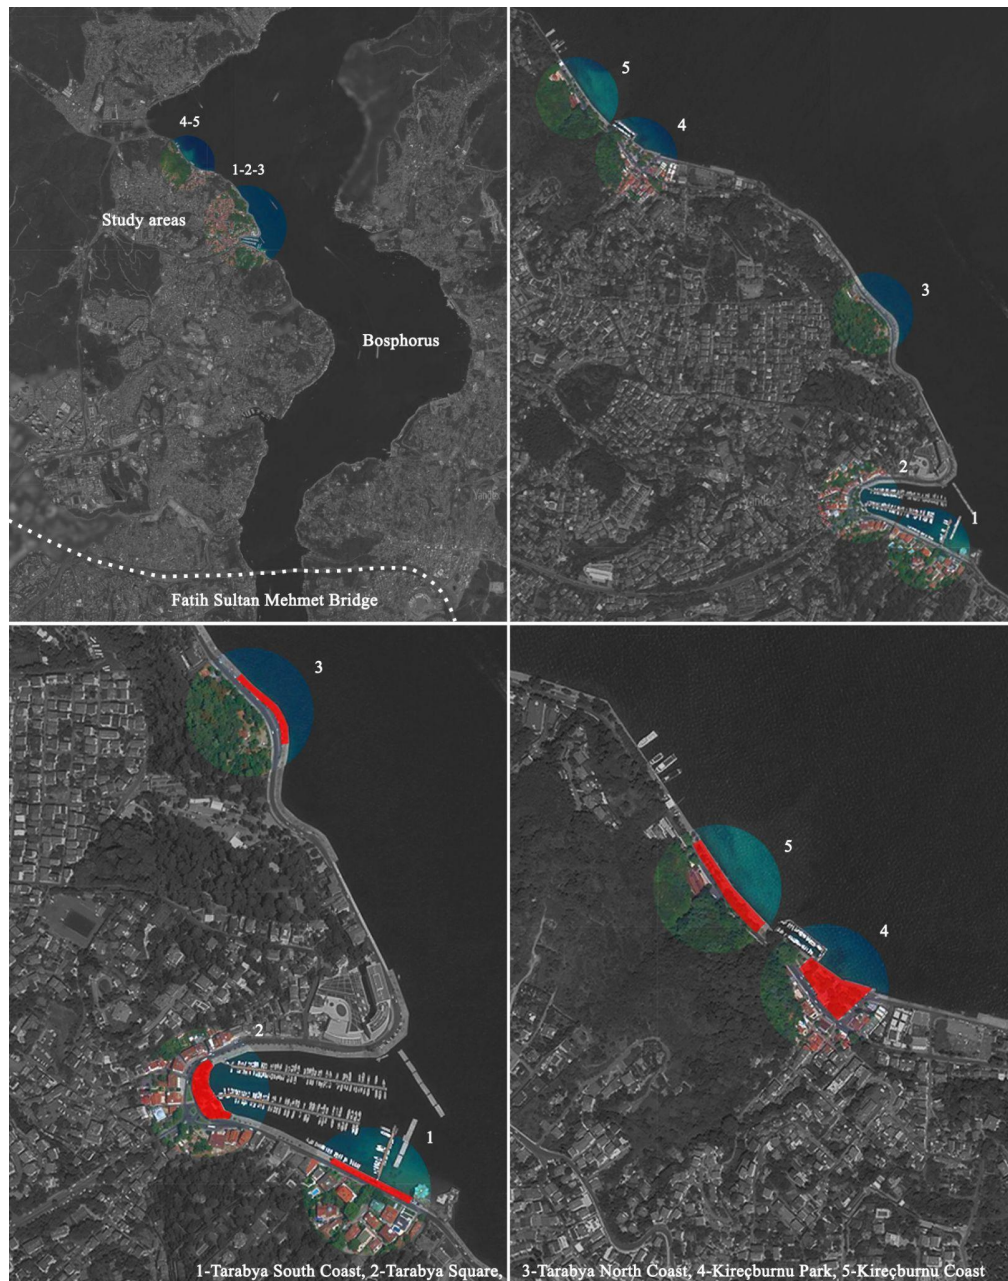 4-5
1-2-3
Study areas
Bosphorus
Yandex
Fatih Sultan Mehmet Bridge
5
4
3
2
Yandex
1
3
2
1
1-Tarabya South Coast, 2-Tarabya Square,
5
4
3-Tarabya North Coast, 4-Kireçburnu Park, 5-Kireçburnu Coast